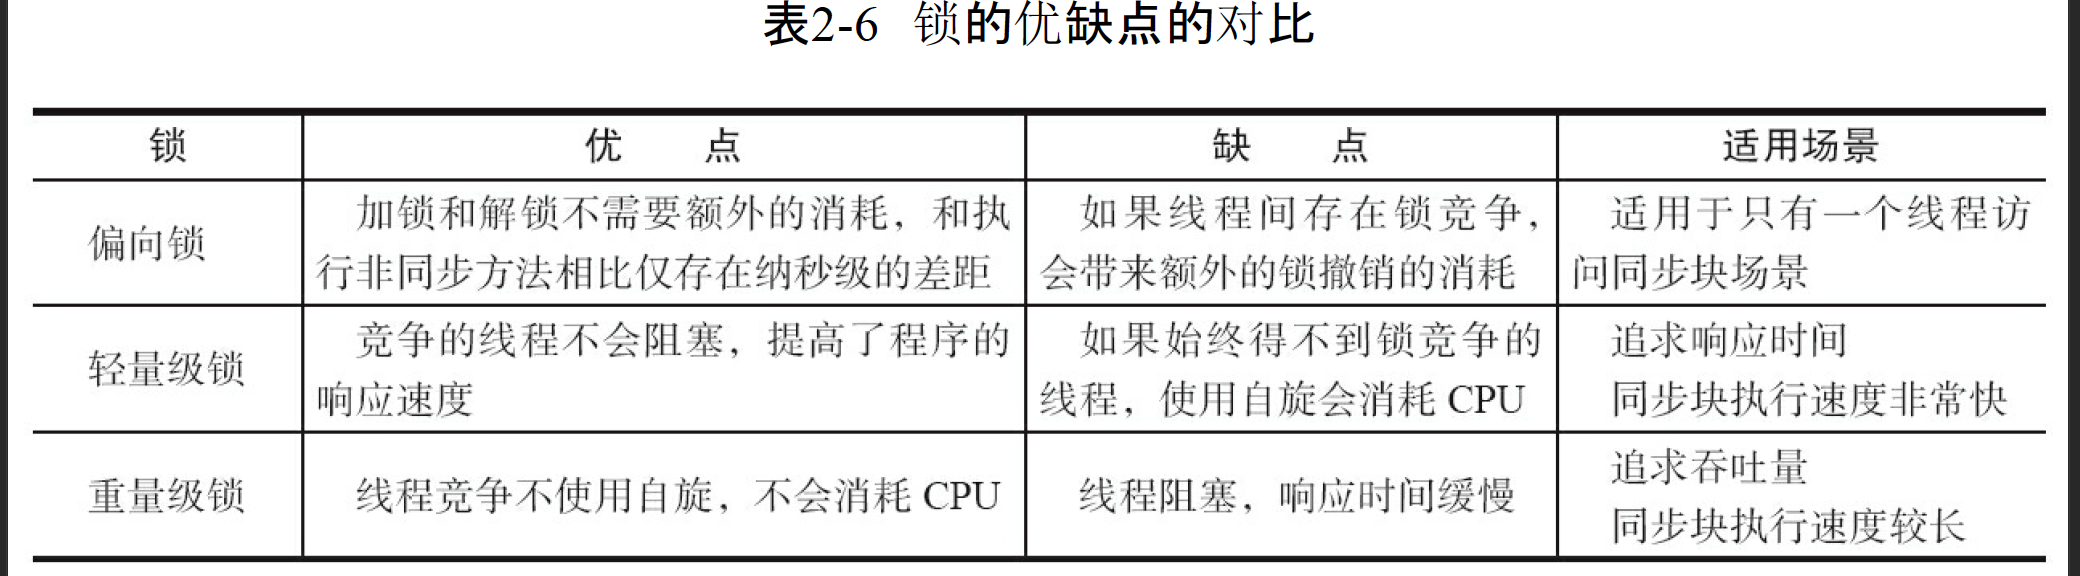 表2-6 锁的优缺点的对比
锁 优 点 缺 点 适用场景
偏向锁
加锁和解锁不需要额外的消耗，和执
行非同步方法相比仅存在纳秒级的差距
如果线程间存在锁竞争，
会带来额外的锁撤销的消耗
适用于只有一个线程访
问同步块场景
轻量级锁
竞争的线程不会阻塞，提高了程序的
响应速度
如果始终得不到锁竞争的
线程，使用自旋会消耗 CPU
追求响应时间
同步块执行速度非常快
重量级锁
线程竞争不使用自旋，不会消耗 CPU
线程阻塞，响应时间缓慢
追求吞吐量
同步块执行速度较长